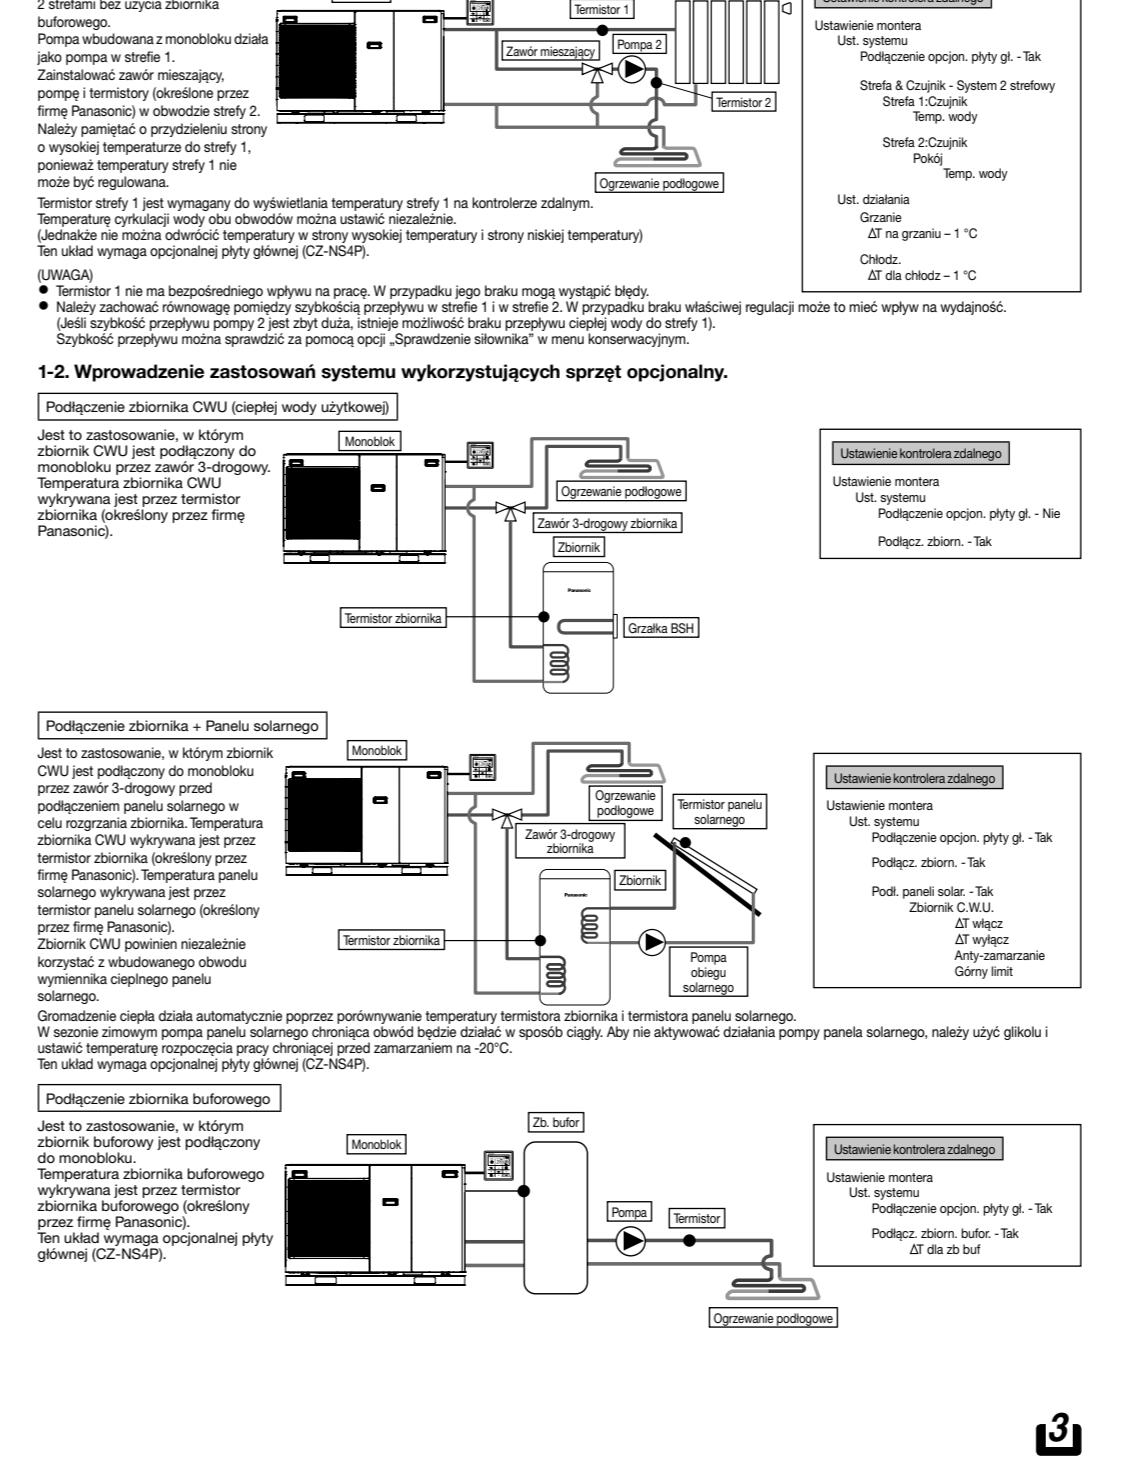 2 strefami bez użycia zbiornika
buforowego.
Pompa wbudowana z monobloku działa
jako pompa w strefie 1.
Zainstalować zawór mieszający,
pompę i termistory (określone przez
firmę Panasonic) w obwodzie strefy 2.
Należy pamiętać o przydzieleniu strony
o wysokiej temperaturze do strefy 1,
ponieważ temperatury strefy 1 nie
może być regulowana.
Termistor 1
Zawór mieszający
Pompa 2
Termistor 2
Ogrzewanie podłogowe
Ustawienie kontrolera zdalnego
Ustawienie montera
Ust. systemu
Podłączenie opcjon. płyty gł. - Tak
Strefa & Czujnik - System 2 strefowy
Strefa 1:Czujnik
Temp. wody
Strefa 2:Czujnik
Pokój
Temp. wody
Ust. działania
Grzanie
ΔT na grzaniu – 1 °C
Chłodz.
ΔT dla chłodz – 1 °C
Termistor strefy 1 jest wymagany do wyświetlania temperatury strefy 1 na kontrolerze zdalnym.
Temperaturę cyrkulacji wody obu obwodów można ustawić niezależnie.
(Jednakże nie można odwrócić temperatury w strony wysokiej temperatury i strony niskiej temperatury)
Ten układ wymaga opcjonalnej płyty głównej (CZ-NS4P).
(UWAGA)
● Termistor 1 nie ma bezpośredniego wpływu na pracę. W przypadku jego braku mogą wystąpić błędy.
● Należy zachować równowagę pomiędzy szybkością przepływu w strefie 1 i w strefie 2. W przypadku braku właściwej regulacji może to mieć wpływ na wydajność.
(Jeśli szybkość przepływu pompy 2 jest zbyt duża, istnieje możliwość braku przepływu ciepłej wody do strefy 1).
Szybkość przepływu można sprawdzić za pomocą opcji „Sprawdzenie siłownika” w menu konserwacyjnym.
1-2. Wprowadzenie zastosowań systemu wykorzystujących sprzęt opcjonalny.
Podłączenie zbiornika CWU (ciepłej wody użytkowej)
Jest to zastosowanie, w którym
zbiornik CWU jest podłączony do
monobloku przez zawór 3-drogowy.
Temperatura zbiornika CWU
wykrywana jest przez termistor
zbiornika (określony przez firmę
Panasonic).
Monoblok
Ogrzewanie podłogowe
Zawór 3-drogowy zbiornika
Zbiornik
Panasonic
Termistor zbiornika
Grzałka BSH
Ustawienie kontrolera zdalnego
Ustawienie montera
Ust. systemu
Podłączenie opcjon. płyty gł. - Nie
Podłącz. zbiorn. - Tak
Podłączenie zbiornika + Panelu solarnego
Jest to zastosowanie, w którym zbiornik
CWU jest podłączony do monobloku
przez zawór 3-drogowy przed
podłączeniem panelu solarnego w
celu rozgrzania zbiornika. Temperatura
zbiornika CWU wykrywana jest przez
termistor zbiornika (określony przez
firmę Panasonic). Temperatura panelu
solarnego wykrywana jest przez
termistor panelu solarnego (określony
przez firmę Panasonic).
Zbiornik CWU powinien niezależnie
korzystać z wbudowanego obwodu
wymiennika cieplnego panelu
solarnego.
Monoblok
Ogrzewanie
podłogowe
Termistor panelu
solarnego
Zawór 3-drogowy
zbiornika
Zbiornik
Panasonic
Termistor zbiornika
Pompa
obiegu
solarnego
Ustawienie kontrolera zdalnego
Ustawienie montera
Ust. systemu
Podłączenie opcjon. płyty gł. - Tak
Podłącz. zbiorn. - Tak
Podł. paneli solar. - Tak
Zbiornik C.W.U.
ΔT włącz
ΔT wyłącz
Anty-zamarzanie
Górny limit
Gromadzenie ciepła działa automatycznie poprzez porównywanie temperatury termistora zbiornika i termistora panelu solarnego.
W sezonie zimowym pompa panelu solarnego chroniąca obwód będzie działać w sposób ciągły. Aby nie aktywować działania pompy panela solarnego, należy użyć glikolu i
ustawić temperaturę rozpoczęcia pracy chroniącej przed zamarzaniem na -20°C.
Ten układ wymaga opcjonalnej płyty głównej (CZ-NS4P).
Podłączenie zbiornika buforowego
Jest to zastosowanie, w którym
zbiornik buforowy jest podłączony
do monobloku.
Temperatura zbiornika buforowego
wykrywana jest przez termistor
zbiornika buforowego (określony
przez firmę Panasonic).
Ten układ wymaga opcjonalnej płyty
głównej (CZ-NS4P).
Monoblok
Zb. bufor
Pompa
Termistor
Ogrzewanie podłogowe
Ustawienie kontrolera zdalnego
Ustawienie montera
Ust. systemu
Podłączenie opcjon. płyty gł. - Tak
Podłącz. zbiorn. bufor. - Tak
ΔT dla zb buf
3